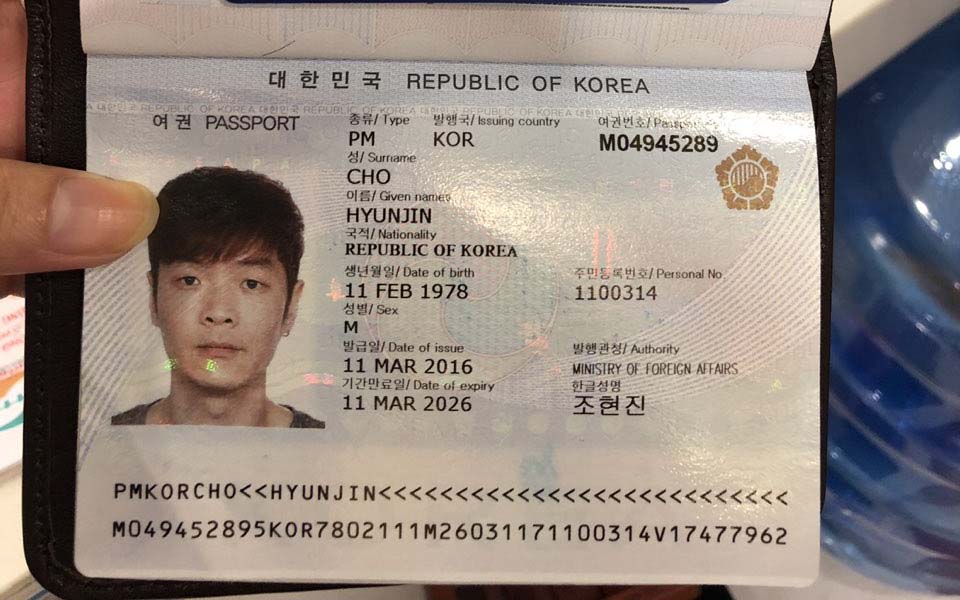 대한민국 REPUBLIC OF KOREA
여권 PASSPORT
종류/ Type 발행국/ Issuing country 여권번호/
PM KOR M04945289
성/ Surname
CHO
이름/ Given names
HYUNJIN
국적/ Nationality
REPUBLIC OF KOREA
생년월일/ Date of birth 주민등록번호/ Personal No
11 FEB 1978 1100314
성별/ Sex
M
발급일/ Date of issue 발행관청/ Authority
11 MAR 2016 MINISTRY OF FOREIGN AFFAIRS
기간만료일/ Date of expiry 한글성명
11 MAR 2026 조현진
PMKORCHO<<HYUNJIN<<<<<<<<<<<<<<<<<<<<<<<<<<<
M049452895KOR7802111M26031171100314V17477962